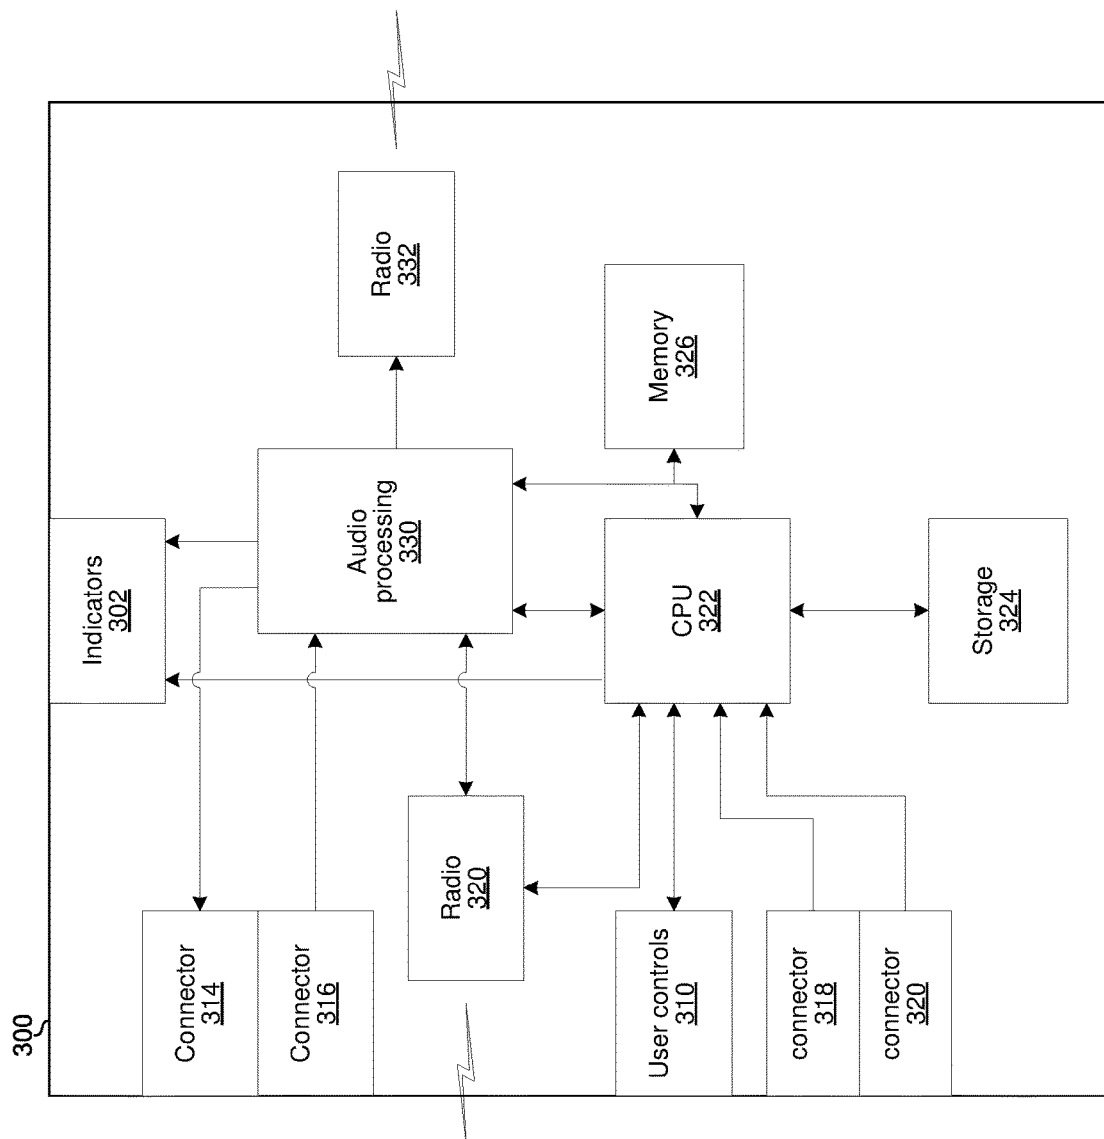 300
Connector
314
Connector
316
Radio
320
User controls
310
connector
318
connector
320
Indicators
302
Audio
processing
330
CPU
322
Storage
324
Radio
332
Memory
326